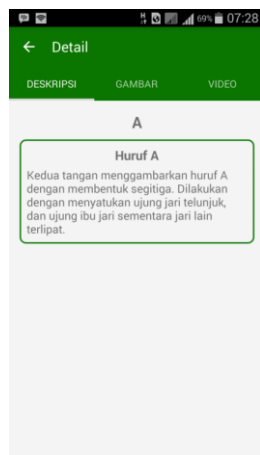 69% 07:28
Detail
DESKRIPSI GAMBAR VIDEO
A
Huruf A
Kedua tangan menggambarkan huruf A
dengan membentuk segitiga. Dilakukan
dengan menyatukan ujung jari telunjuk,
dan ujung ibu jari sementara jari lain
terlipat.